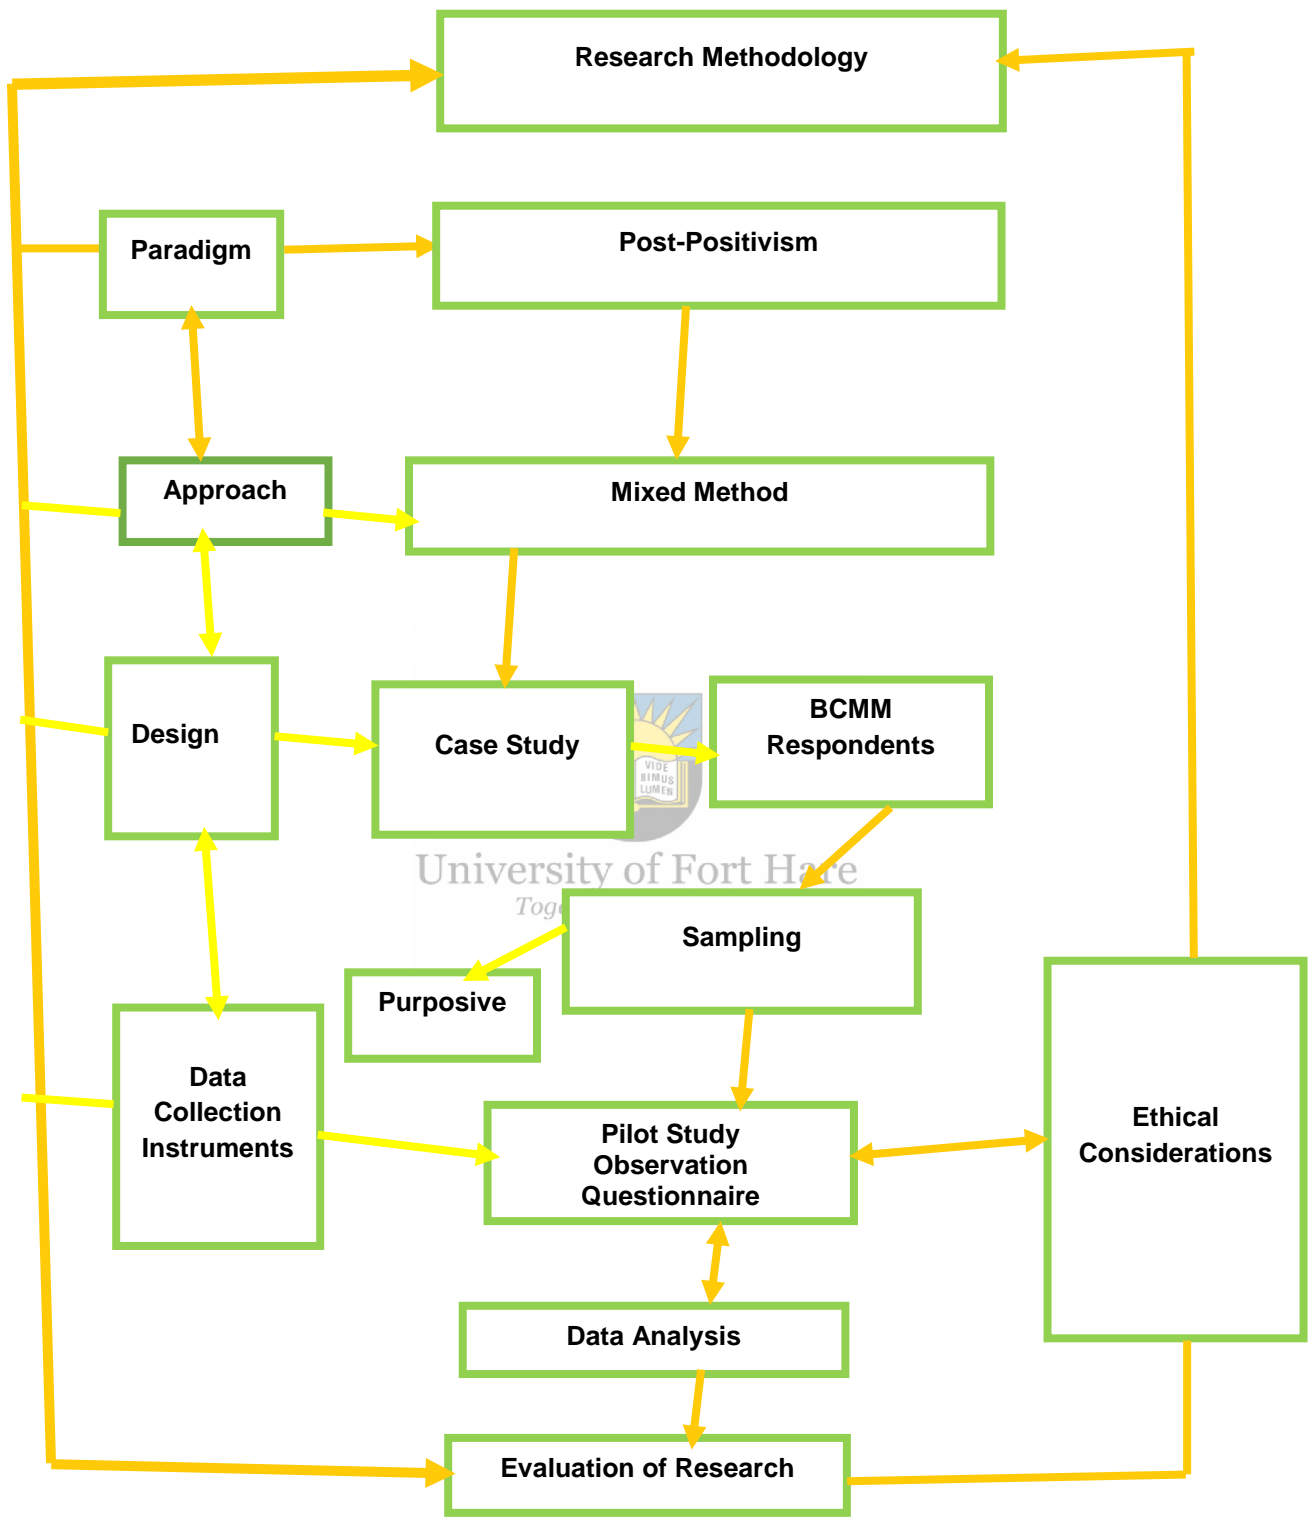 Research Methodology
Paradigm
Post-Positivism
Approach
Mixed Method
Design
Case Study
BCMM
Respondents
VIDE
BIMUS
LUMEN
University of Fort Hare
Sampling
Purposive
Data
Collection
Instruments
Pilot Study
Observation
Questionnaire
Ethical
Considerations
Data Analysis
Evaluation of Research